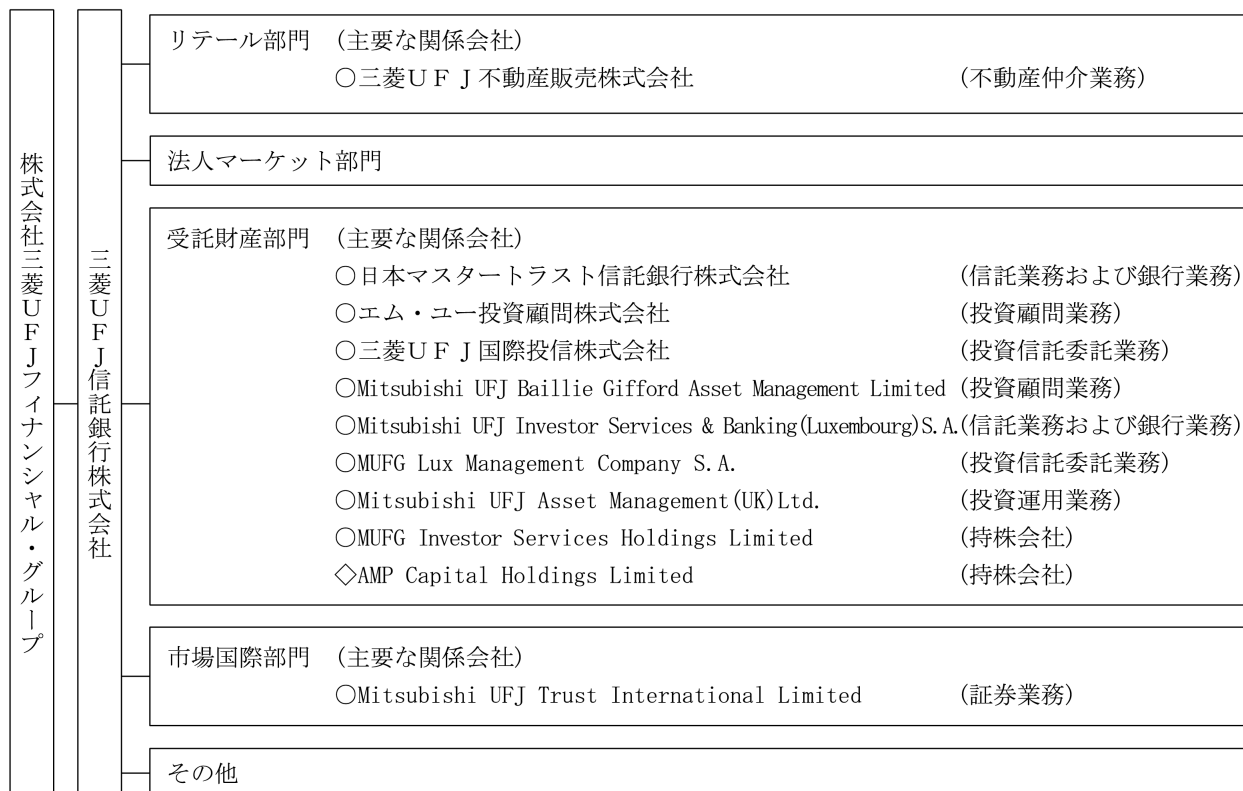 株式会社三菱UFJフィナンシャル・グループ
三菱UFJ信託銀行株式会社
リテール部門 (主要な関係会社)
○三菱UFJ不動産販売株式会社 (不動産仲介業務)
法人マーケット部門
受託財産部門 (主要な関係会社)
○日本マスタートラスト信託銀行株式会社 (信託業務および銀行業務)
○エム・ユー投資顧問株式会社 (投資顧問業務)
○三菱UFJ国際投信株式会社 (投資信託委託業務)
○Mitsubishi UFJ Baillie Gifford Asset Management Limited (投資顧問業務)
○Mitsubishi UFJ Investor Services & Banking(Luxembourg)S.A.(信託業務および銀行業務)
○MUFG Lux Management Company S.A. (投資信託委託業務)
○Mitsubishi UFJ Asset Management(UK)Ltd. (投資運用業務)
○MUFG Investor Services Holdings Limited (持株会社)
◇AMP Capital Holdings Limited (持株会社)
市場国際部門 (主要な関係会社)
○Mitsubishi UFJ Trust International Limited (証券業務)
その他